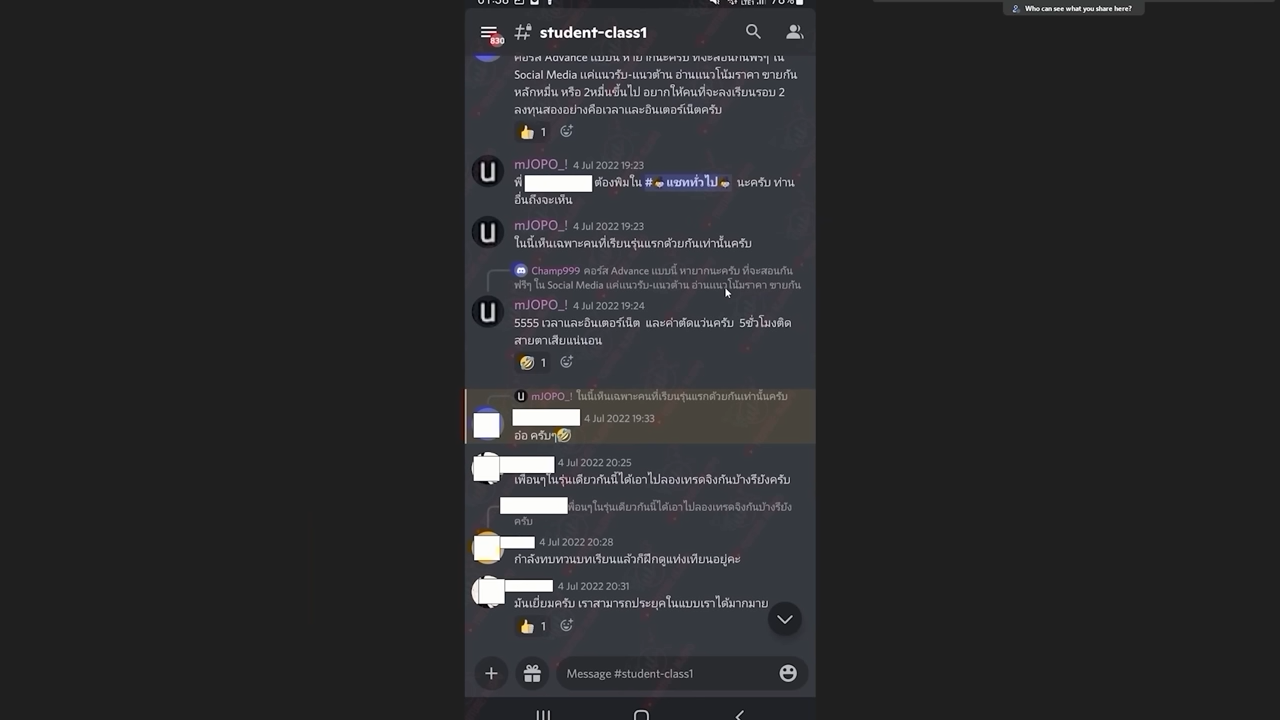 Who can see what you share here?
830
student-class1
คอร์ส Advance แบบนี้ หายากนะครับ ที่จะสอนกันฟรีๆ ใน
Social Media แค่แนวรับ-แนวต้าน อ่านแนวโน้มราคา ขายกัน
หลักหมื่น หรือ 2หมื่นขึ้นไป อยากให้คนที่จะลงเรียนรอบ 2
ลงทุนสองอย่างคือเวลาและอินเตอร์เน็ตครับ
1
mJOPO_! 4 Jul 2022 19:23
พี่ ต้องพิมใน #แชททั่วไป นะครับ ท่าน
อื่นถึงจะเห็น
mJOPO_! 4 Jul 2022 19:23
ในนี้เห็นเฉพาะคนที่เรียนรุ่นแรกด้วยกันเท่านั้นครับ
Champ999 คอร์ส Advance แบบนี้ หายากนะครับ ที่จะสอนกัน
ฟรีๆ ใน Social Media แค่แนวรับ-แนวต้าน อ่านแนวโน้มราคา ขายกัน
mJOPO_! 4 Jul 2022 19:24
5555 เวลาและอินเตอร์เน็ต และค่าตัดแว่นครับ 5ชั่วโมงติด
สายตาเสียแน่นอน
1
mJOPO_! ในนี้เห็นเฉพาะคนที่เรียนรุ่นแรกด้วยกันเท่านั้นครับ
4 Jul 2022 19:33
อ๋อ ครับๆ
4 Jul 2022 20:25
เพื่อนๆในรุ่นเดียวกันนี้ได้เอาไปลองเทรดจิงกันบ้างรึยังครับ
พื่อนๆในรุ่นเดียวกันนี้ได้เอาไปลองเทรดจิงกันบ้างรึยัง
ครับ
4 Jul 2022 20:28
กำลังทบทวนบทเรียนแล้วก็ฝึกดูแท่งเทียนอยู่คะ
4 Jul 2022 20:31
มันเยี่ยมครับ เราสามารถประยุคในแบบเราได้มากมาย
1
Message #student-class1